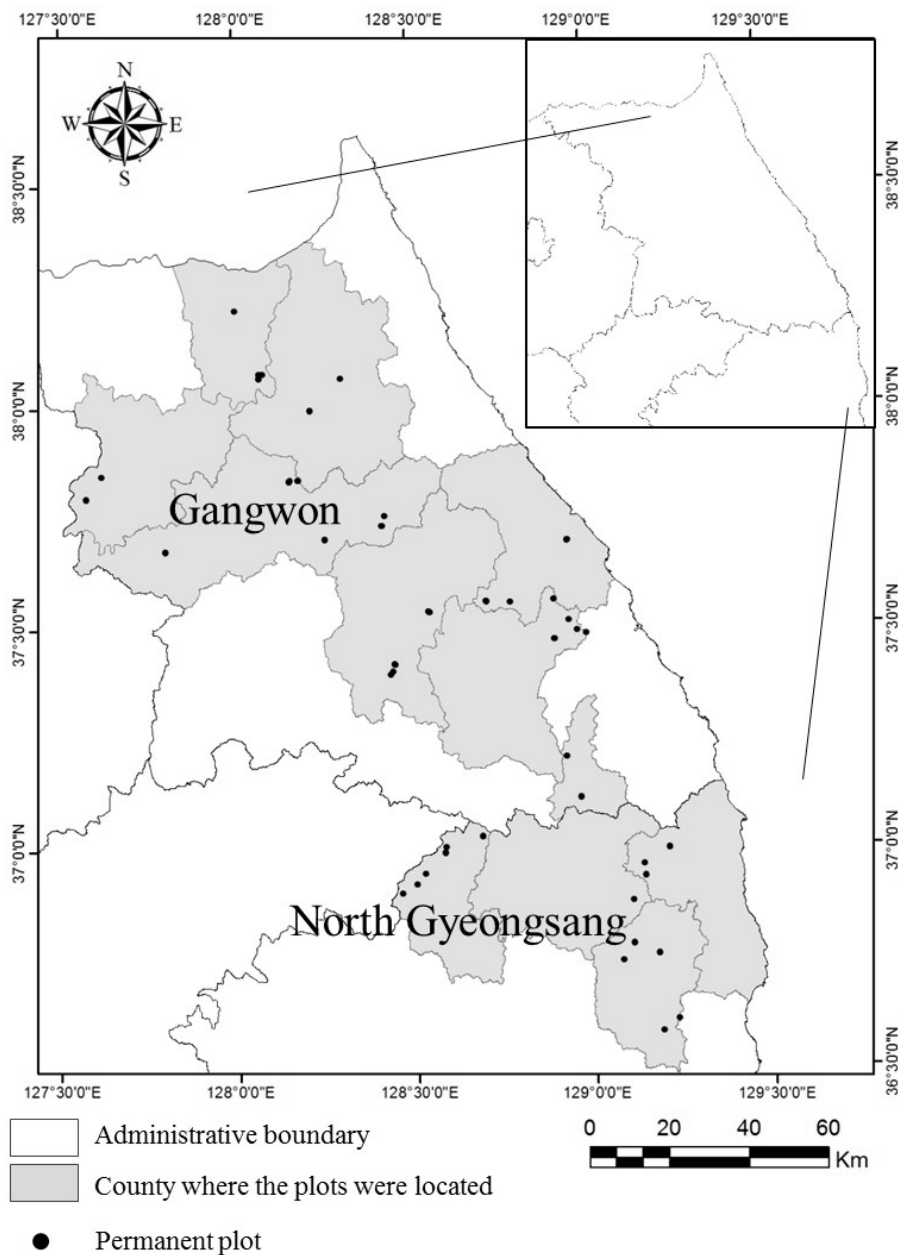 127°30'0"E 128°0'0"E 128°30'0"E 129°0'0"E 129°30'0"E
N
W E
S
38°30'0"N 38°30'0"N
38°0'0"N 38°0'0"N
Gangwon
37°30'0"N 37°30'0"N
37°0'0"N 37°0'0"N
North Gyeongsang
36°30'0"N 36°30'0"N
127°30'0"E 128°0'0"E 128°30'0"E 129°0'0"E 129°30'0"E
Administrative boundary
0 20 40 60
Km
County where the plots were located
Permanent plot